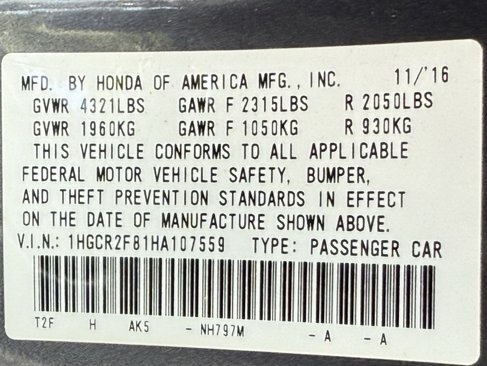 MFD. BY HONDA OF AMERICA MFG., INC. 11/'16
GVWR 4321LBS GAWR F 2315LBS R 2050LBS
GVWR 1960KG GAWR F 1050KG R 930KG
THIS VEHICLE CONFORMS TO ALL APPLICABLE
FEDERAL MOTOR VEHICLE SAFETY, BUMPER,
AND THEFT PREVENTION STANDARDS IN EFFECT
ON THE DATE OF MANUFACTURE SHOWN ABOVE.
V.I.N.: 1HGCR2F81HA107559 TYPE: PASSENGER CAR
T2F H AK5 - NH797M - A - A